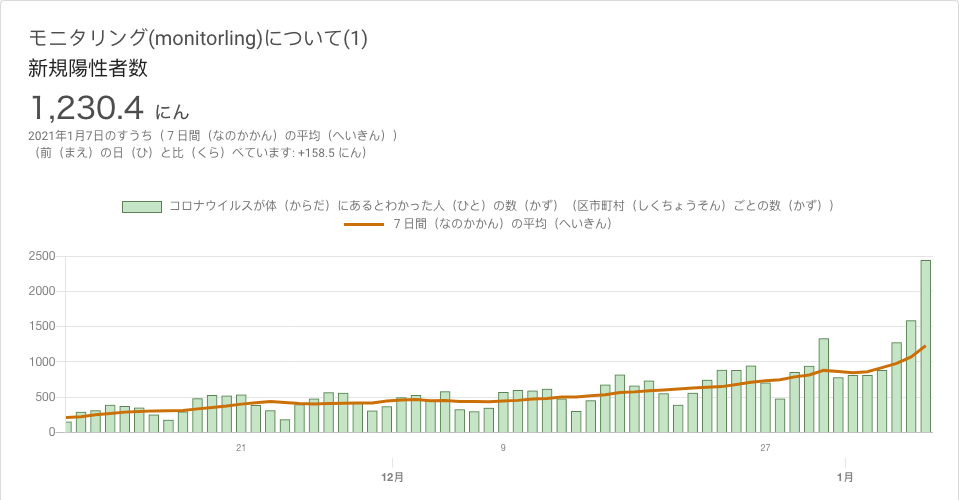 モニタリング(monitorling)について(1)
新規陽性者数
1,230.4 にん
2021年1月7日のすうち（７日間（なのかかん）の平均（へいきん））
（前（まえ）の日（ひ）と比（くら）べています: +158.5 にん）
コロナウイルスが体（からだ）にあるとわかった人（ひと）の数（かず）（区市町村（しくちょうそん）ごとの数（かず））
７日間（なのかかん）の平均（へいきん）
2500
2000
1500
1000
500
0
21 9 27
12月 1月